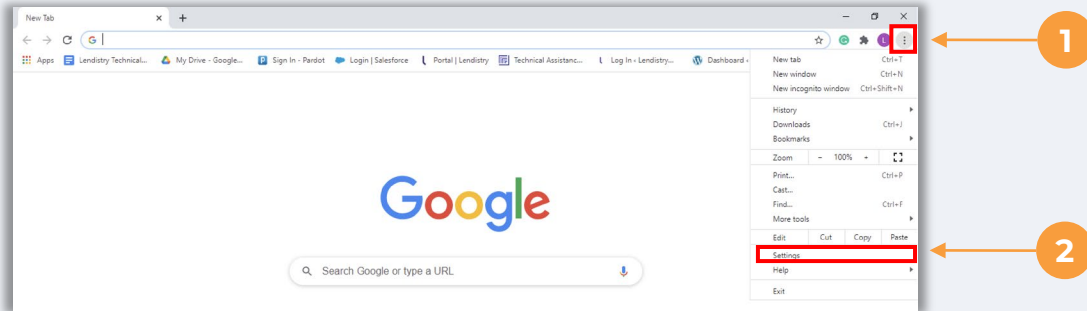 New Tab
G
Apps Lendistry Technical... My Drive - Google... Sign In - Pardot Login | Salesforce Portal | Lendistry Technical Assistanc... Log In - Lendistry... Dashboard
L
1
New tab Ctrl+T
New window Ctrl+N
New incognito window Ctrl+Shift+N
History
Downloads Ctrl+J
Bookmarks
Zoom - 100% +
Print... Ctrl+P
Cast...
Find... Ctrl+F
More tools
Edit Cut Copy Paste
Settings
2
Help
Exit
Google
Search Google or type a URL